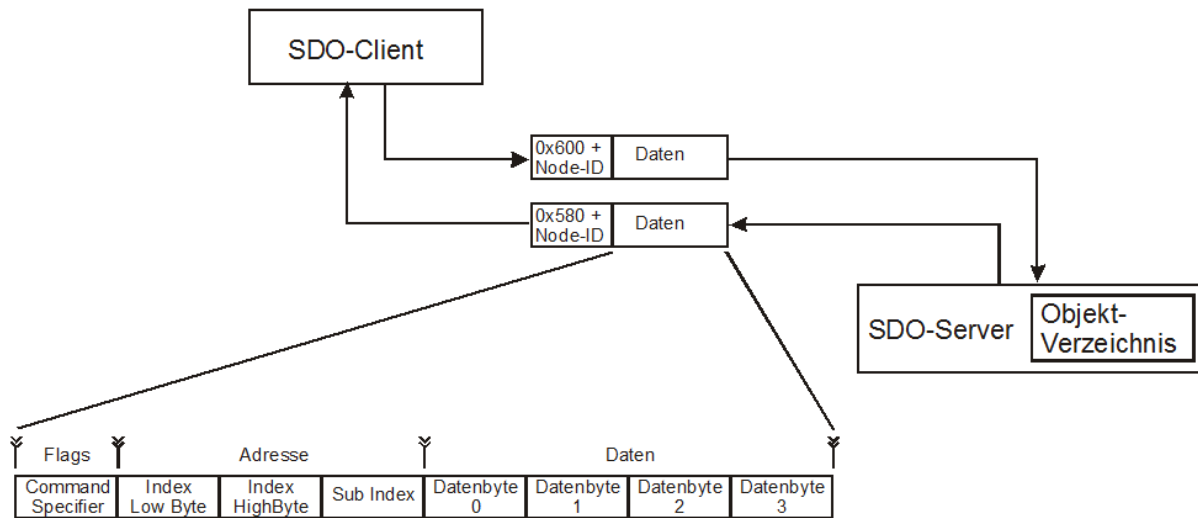 SDO-Client
0x600 +
Node-ID
Daten
0x580 +
Node-ID
Daten
SDO-Server
Objekt-
Verzeichnis
Flags
Adresse
Daten
Command
Specifier
Index
Low Byte
Index
HighByte
Sub Index
Datenbyte
0
Datenbyte
1
Datenbyte
2
Datenbyte
3